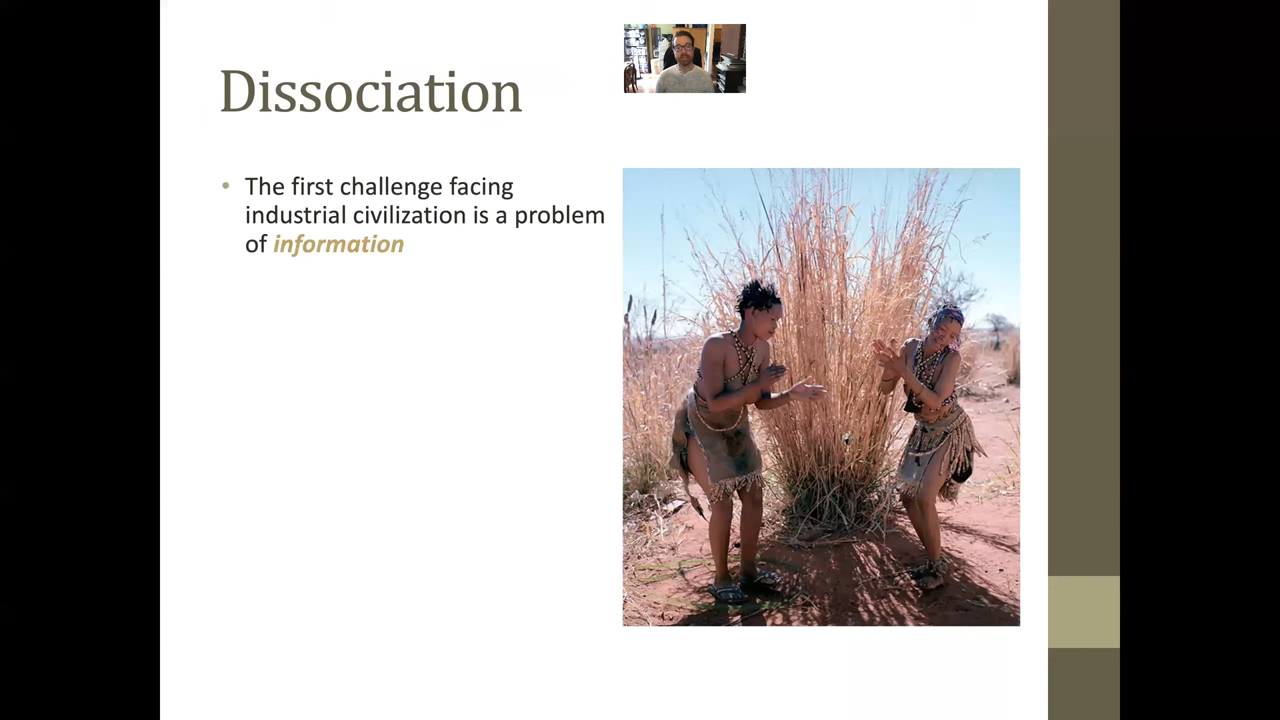 Dissociation
• The first challenge facing
industrial civilization is a problem
of information